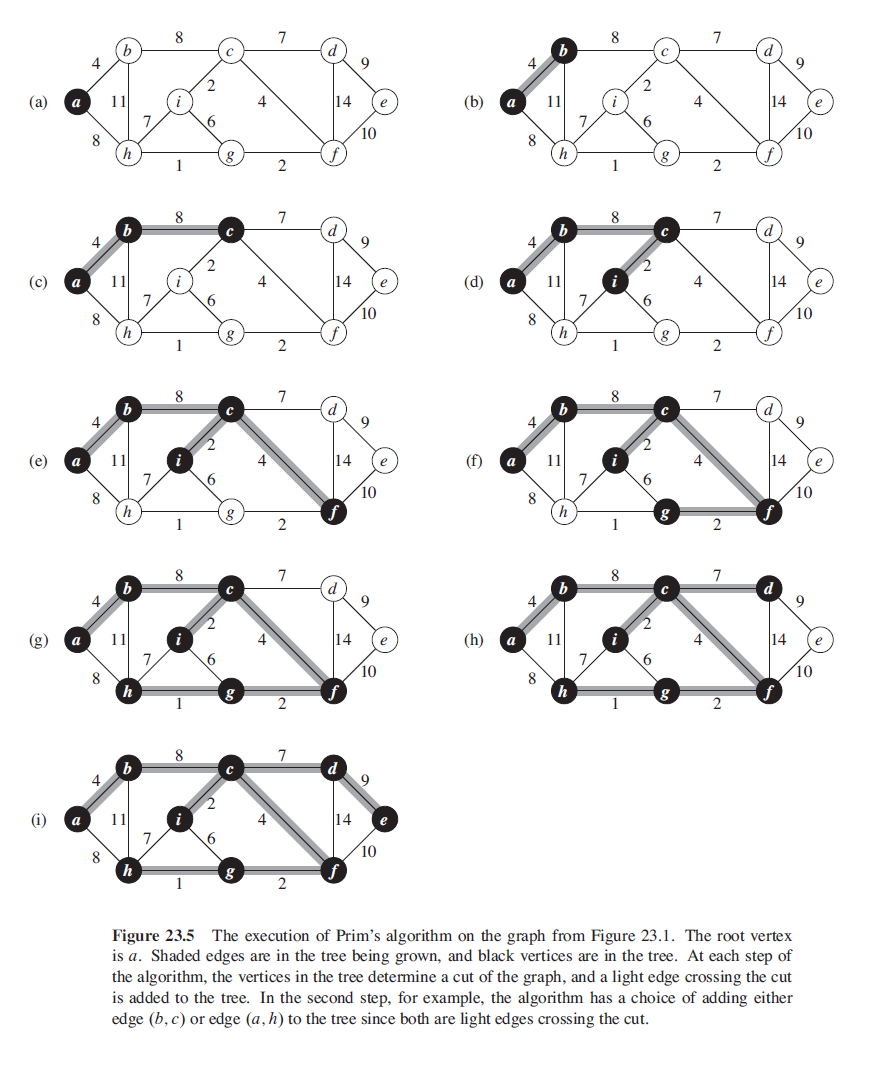 8 7
b c d
4 9
2
(a) a 11 i 4 14 e
7 6
8 10
h g f
1 2
8 7
b c d
4 9
2
(b) a 11 i 4 14 e
7 6
8 10
h g f
1 2
8 7
b c d
4 9
2
(c) a 11 i 4 14 e
7 6
8 10
h g f
1 2
8 7
b c d
4 9
2
(d) a 11 i 4 14 e
7 6
8 10
h g f
1 2
8 7
b c d
4 9
2
(e) a 11 i 4 14 e
7 6
8 10
h g f
1 2
8 7
b c d
4 9
2
(f) a 11 i 4 14 e
7 6
8 10
h g f
1 2
8 7
b c d
4 9
2
(g) a 11 i 4 14 e
7 6
8 10
h g f
1 2
8 7
b c d
4 9
2
(h) a 11 i 4 14 e
7 6
8 10
h g f
1 2
8 7
b c d
4 9
2
(i) a 11 i 4 14 e
7 6
8 10
h g f
1 2
Figure 23.5 The execution of Prim's algorithm on the graph from Figure 23.1. The root vertex
is a. Shaded edges are in the tree being grown, and black vertices are in the tree. At each step of
the algorithm, the vertices in the tree determine a cut of the graph, and a light edge crossing the cut
is added to the tree. In the second step, for example, the algorithm has a choice of adding either
edge (b, c) or edge (a, h) to the tree since both are light edges crossing the cut.